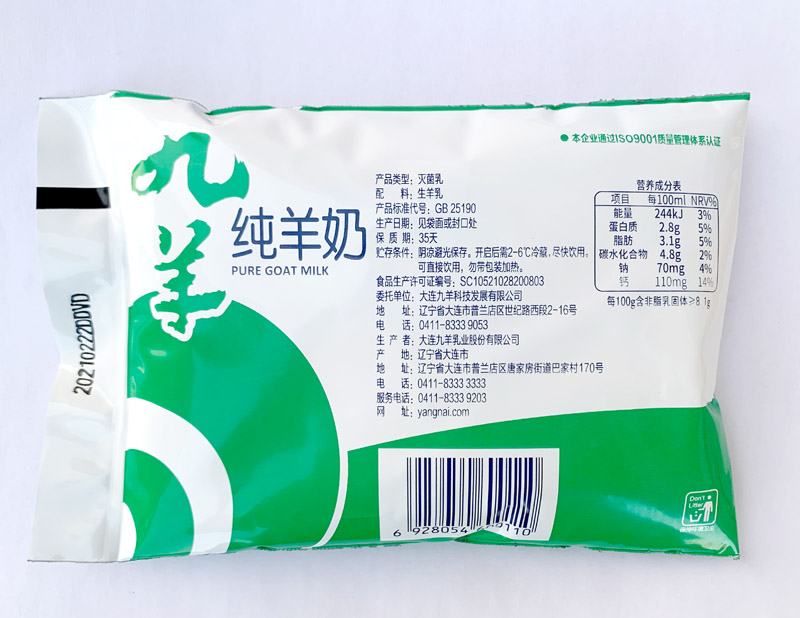 ● 本企业通过ISO9001质量管理体系认证
九羊
纯羊奶
PURE GOAT MILK
20210222DDVD
产品类型：灭菌乳
配 料：生羊乳
产品标准代号：GB 25190
生产日期：见袋面或封口处
保 质 期：35天
贮存条件：阴凉避光保存。开启后需2-6℃冷藏，尽快饮用。
可直接饮用，勿带包装加热。
食品生产许可证编号：SC10521028200803
委托单位：大连九羊科技发展有限公司
地 址：辽宁省大连市普兰店区世纪路西段2-16号
电 话：0411-8333 9053
生 产 者：大连九羊乳业股份有限公司
产 地：辽宁省大连市
地 址：辽宁省大连市普兰店区唐家房街道巴家村170号
电 话：0411-8333 3333
服务电话：0411-8333 9203
网 址：yangnai.com
营养成分表
项目 每100ml NRV%
能量 244kJ 3%
蛋白质 2.8g 5%
脂肪 3.1g 5%
碳水化合物 4.8g 2%
钠 70mg 4%
钙 110mg 14%
每100g含非脂乳固体≥8.1g
6 928054 110
Don't
Litter